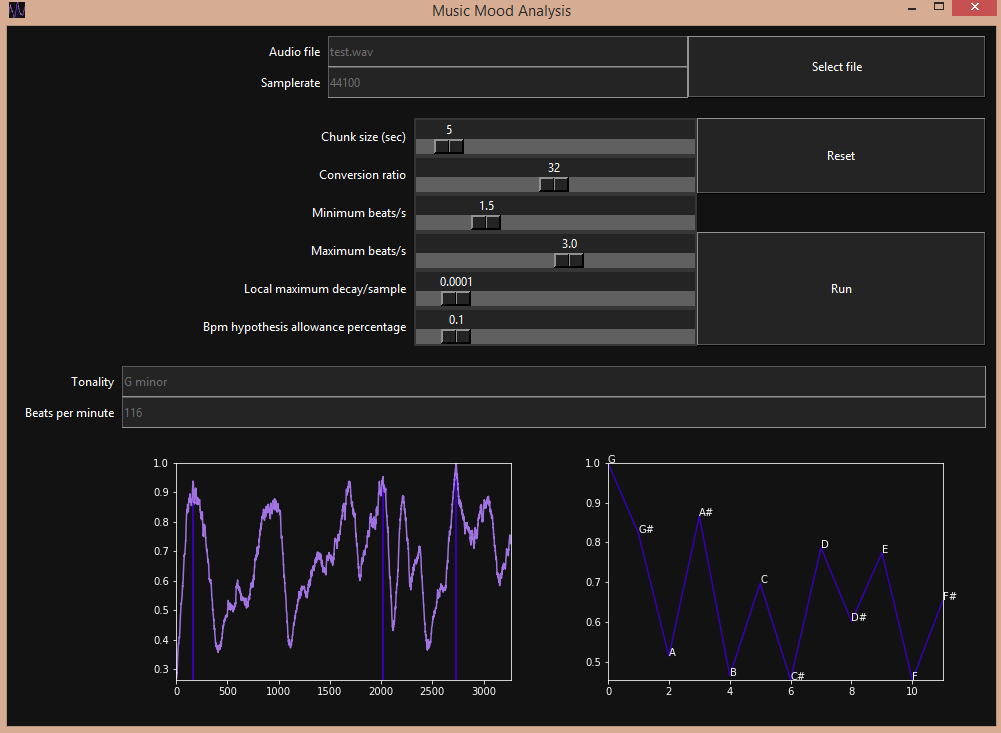 Music Mood Analysis
Audio file test.wav
Select file
Samplerate 44100
Chunk size (sec) 5
Reset
Conversion ratio 32
Minimum beats/s 1.5
Maximum beats/s 3.0
Run
Local maximum decay/sample 0.0001
Bpm hypothesis allowance percentage 0.1
Tonality G minor
Beats per minute 116
1.0
0.9
0.8
0.7
0.6
0.5
0.4
0.3
0 500 1000 1500 2000 2500 3000
1.0
0.9
0.8
0.7
0.6
0.5
0 2 4 6 8 10
G
G#
A
A#
B
C
C#
D
D#
E
F
F#